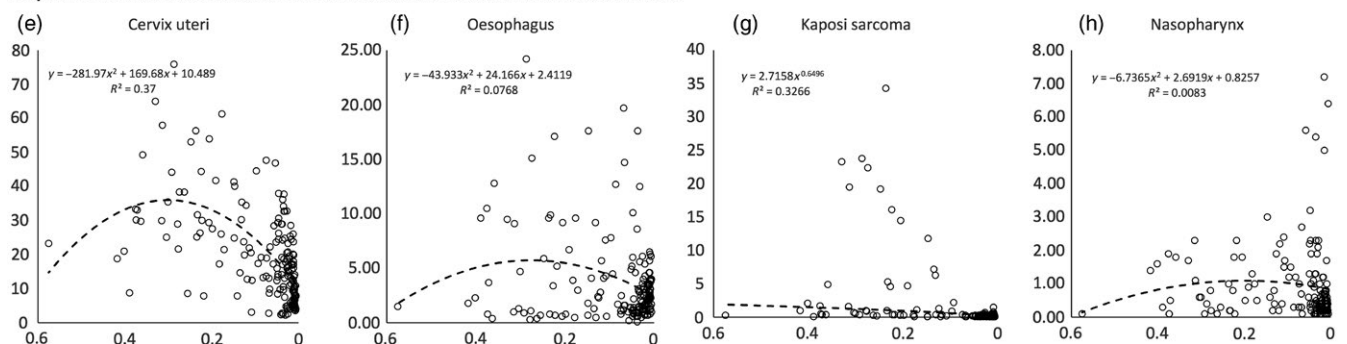 (e) Cervix uteri
80
70
60
50
40
30
20
10
0
y = −281.97x² + 169.68x + 10.489
R² = 0.37
0.6 0.4 0.2 0
(f) Oesophagus
25.00
20.00
15.00
10.00
5.00
0.00
y = −43.933x² + 24.166x + 2.4119
R² = 0.0768
0.6 0.4 0.2 0
(g) Kaposi sarcoma
40
35
30
25
20
15
10
5
0
y = 2.7158x^0.6496
R² = 0.3266
0.6 0.4 0.2 0
(h) Nasopharynx
8.00
7.00
6.00
5.00
4.00
3.00
2.00
1.00
0.00
y = −6.7365x² + 2.6919x + 0.8257
R² = 0.0083
0.6 0.4 0.2 0